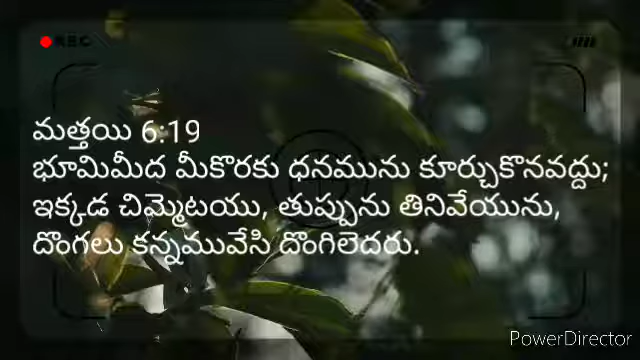 REC
మత్తయి 6:19
భూమిమీద మీకొరకు ధనమును కూర్చుకొనవద్దు;
ఇక్కడ చిమ్మెటయు, తుప్పును తినివేయును,
దొంగలు కన్నమువేసి దొంగిలెదరు.
PowerDirector